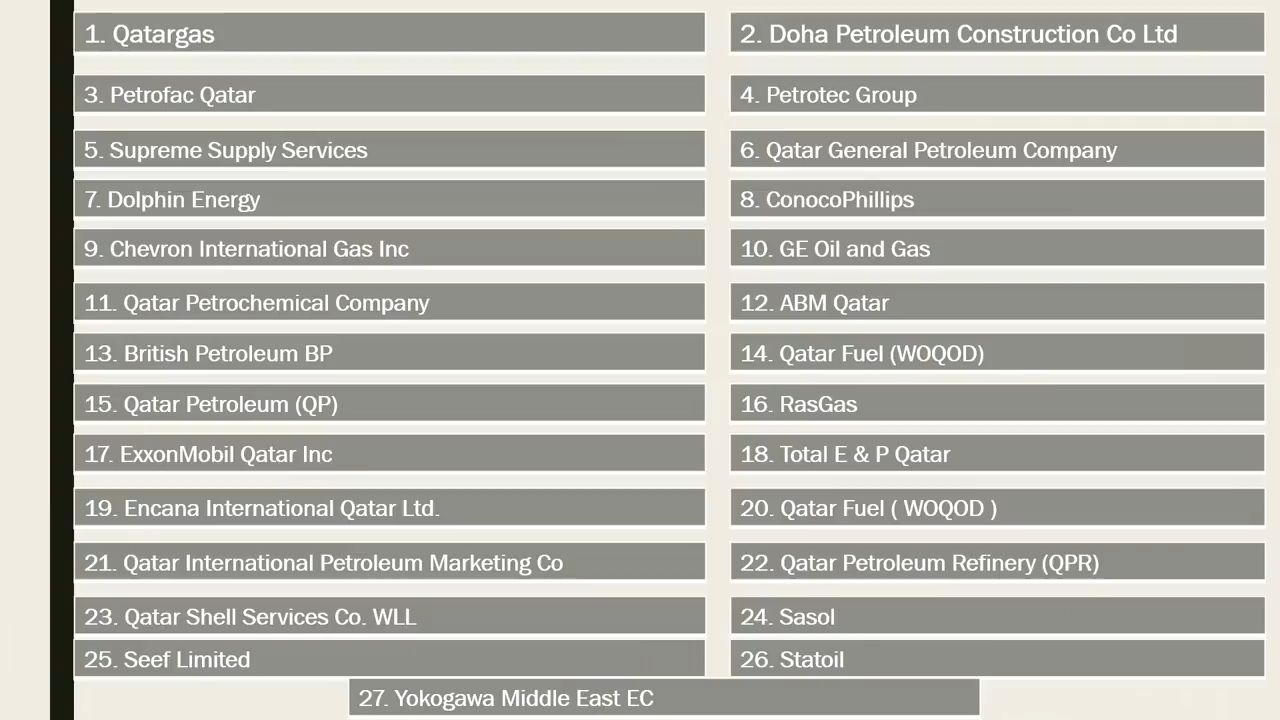 1. Qatargas
2. Doha Petroleum Construction Co Ltd
3. Petrofac Qatar
4. Petrotec Group
5. Supreme Supply Services
6. Qatar General Petroleum Company
7. Dolphin Energy
8. ConocoPhillips
9. Chevron International Gas Inc
10. GE Oil and Gas
11. Qatar Petrochemical Company
12. ABM Qatar
13. British Petroleum BP
14. Qatar Fuel (WOQOD)
15. Qatar Petroleum (QP)
16. RasGas
17. ExxonMobil Qatar Inc
18. Total E & P Qatar
19. Encana International Qatar Ltd.
20. Qatar Fuel ( WOQOD )
21. Qatar International Petroleum Marketing Co
22. Qatar Petroleum Refinery (QPR)
23. Qatar Shell Services Co. WLL
24. Sasol
25. Seef Limited
26. Statoil
27. Yokogawa Middle East EC